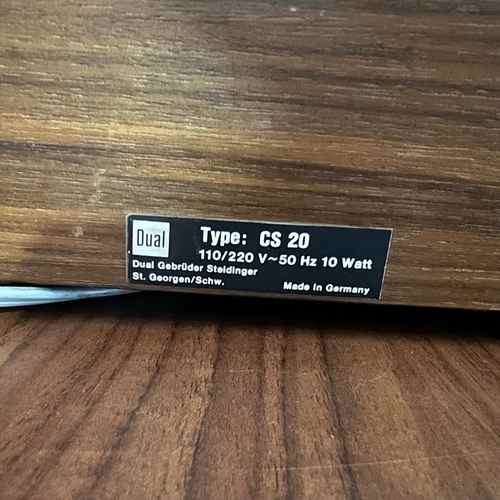 Dual
Type: CS 20
110/220 V~50 Hz 10 Watt
Dual Gebrüder Steidinger
St. Georgen/Schw.
Made in Germany